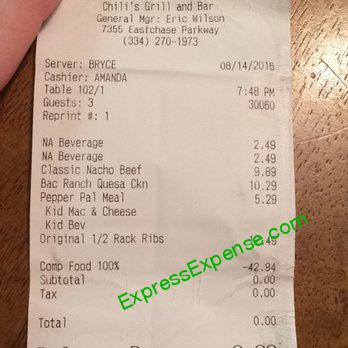 Chili's Grill and Bar
General Mgr: Eric Wilson
7355 Eastchase Parkway
(334) 270-1973
Server: BRYCE 08/14/2016
Cashier: AMANDA
Table 102/1 7:48 PM
Guests: 3 30060
Reprint #: 1
NA Beverage 2.49
NA Beverage 2.49
Classic Nacho Beef 9.89
Bac Ranch Quesa Ckn 10.29
Pepper Pal Meal 5.29
Kid Mac & Cheese
Kid Bev
Original 1/2 Rack Ribs
ExpressExpense.com
Comp Food 100% -42.94
Subtotal 0.00
Tax 0.00
Total 0.00